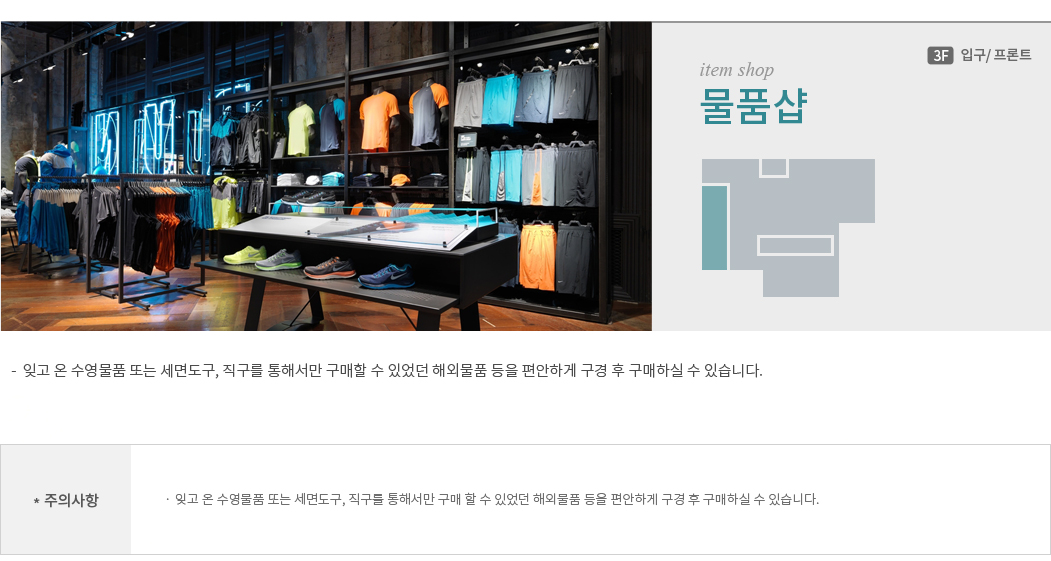 3F 입구/ 프론트
item shop
물품샵
- 잊고 온 수영물품 또는 세면도구, 직구를 통해서만 구매할 수 있었던 해외물품 등을 편안하게 구경 후 구매하실 수 있습니다.
* 주의사항
· 잊고 온 수영물품 또는 세면도구, 직구를 통해서만 구매 할 수 있었던 해외물품 등을 편안하게 구경 후 구매하실 수 있습니다.